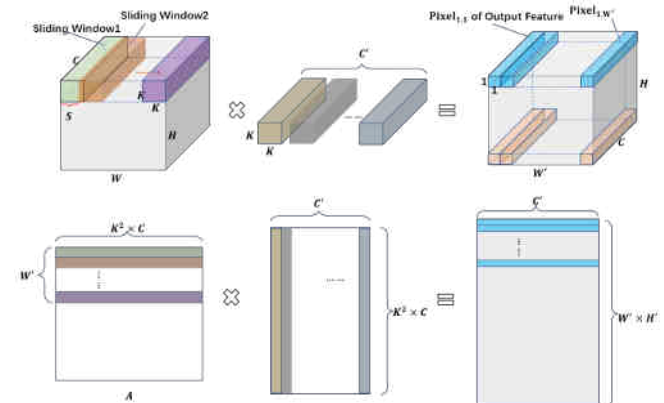 Sliding Window1
Sliding Window2
C
S
K
K
H
W
C'
K
K
......
Pixel₁,₁ of Output Feature
Pixel₁,W'
1
1
H
C
W'
K² × C
W'
A
C'
......
K² × C
C'
W' × H'